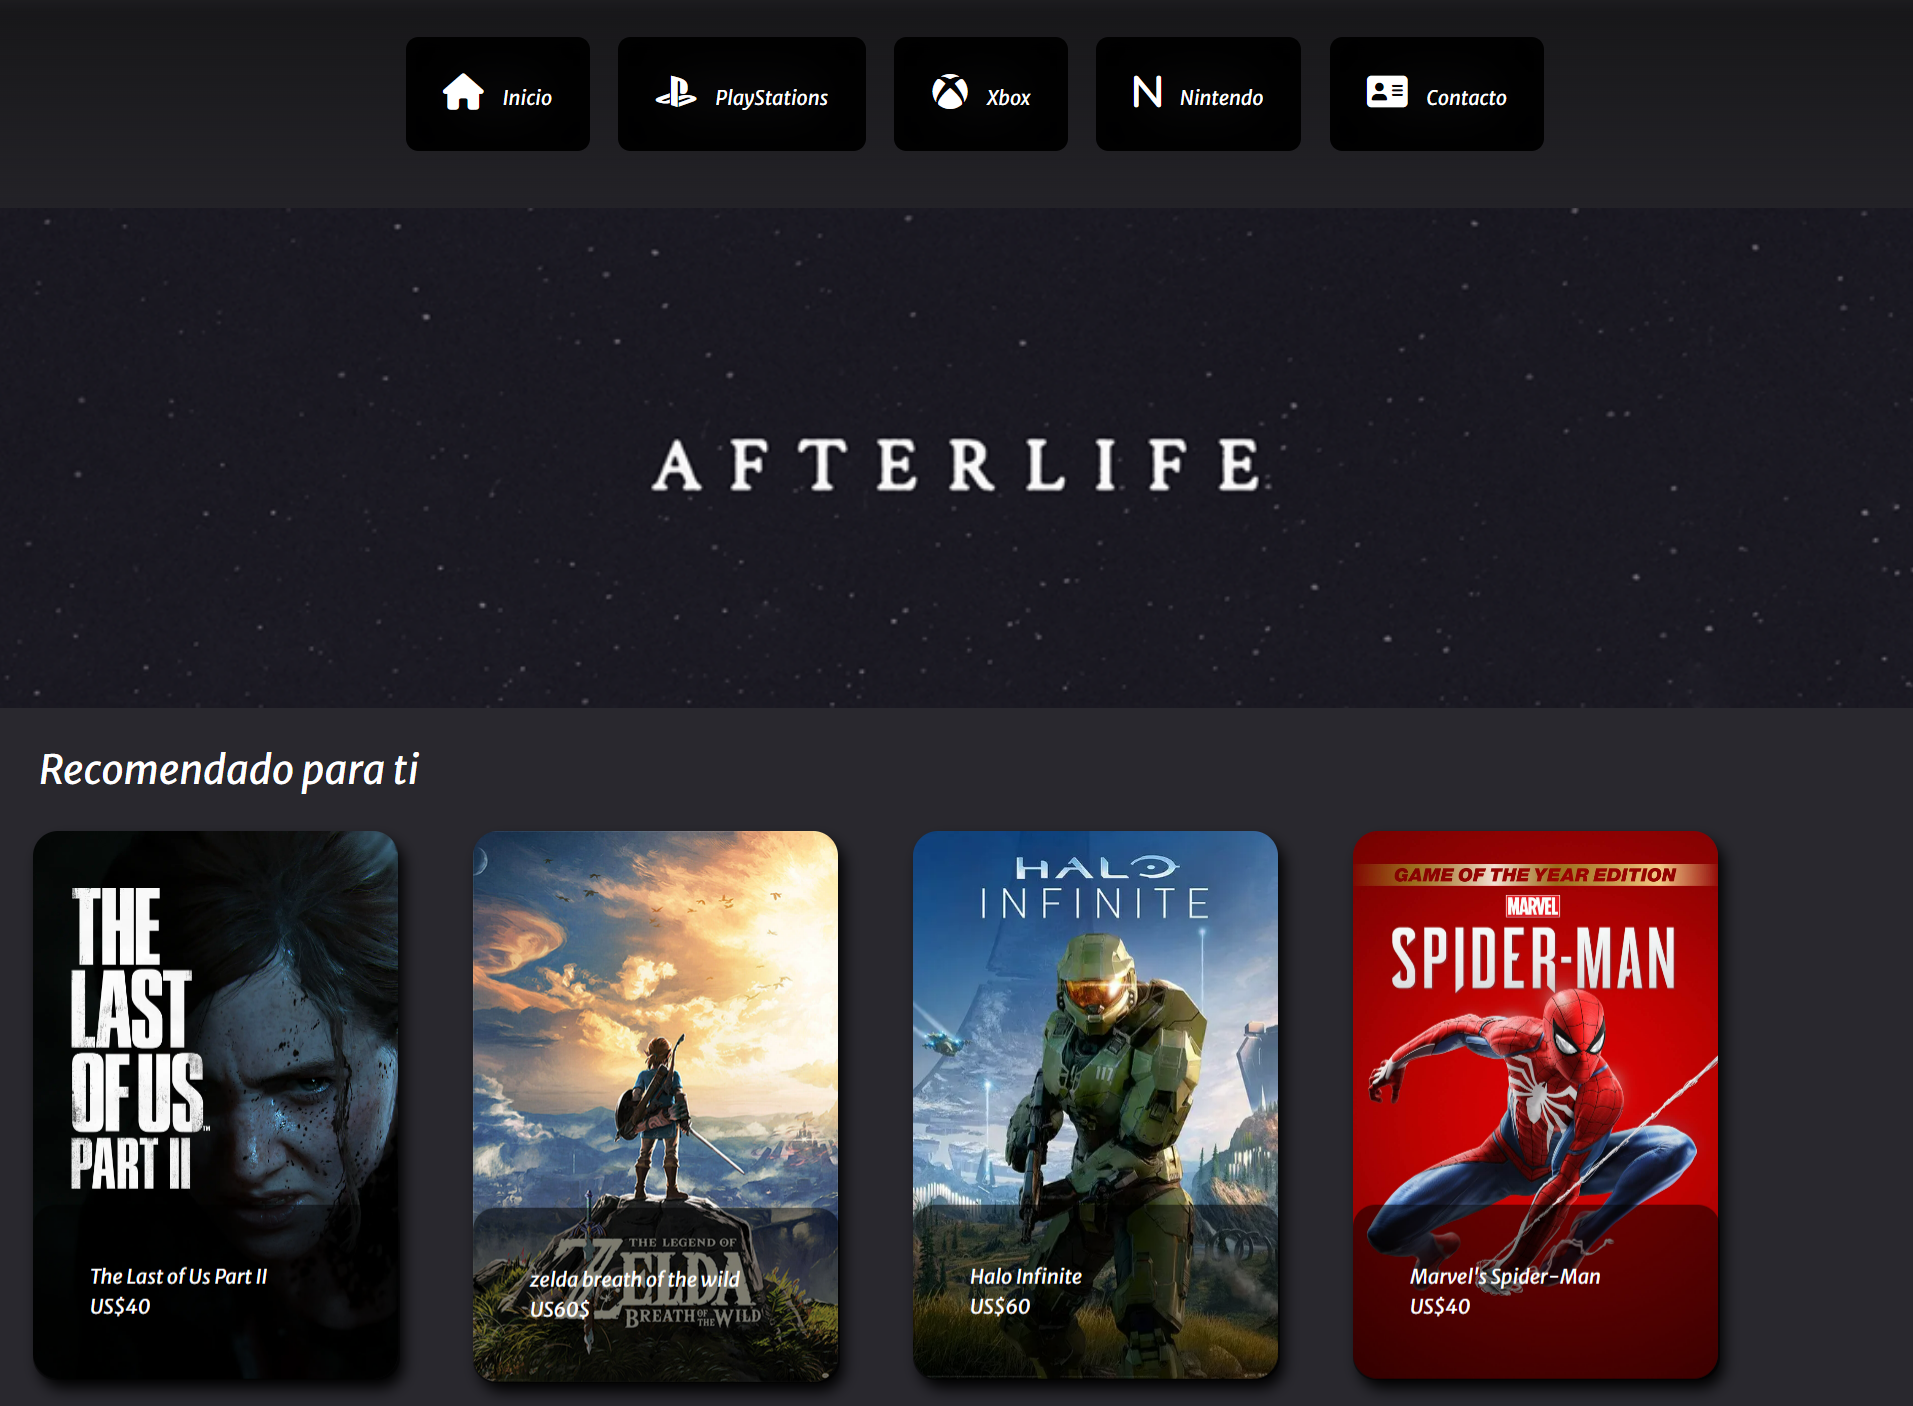 Inicio
PlayStations
Xbox
N Nintendo
Contacto
AFTERLIFE
Recomendado para ti
THE
LAST
OF US
PART II
The Last of Us Part II
US$40
THE LEGEND OF
ZELDA
BREATH OF THE WILD
zelda breath of the wild
US60$
HALO
INFINITE
117
Halo Infinite
US$60
GAME OF THE YEAR EDITION
MARVEL
SPIDER-MAN
Marvel's Spider-Man
US$40